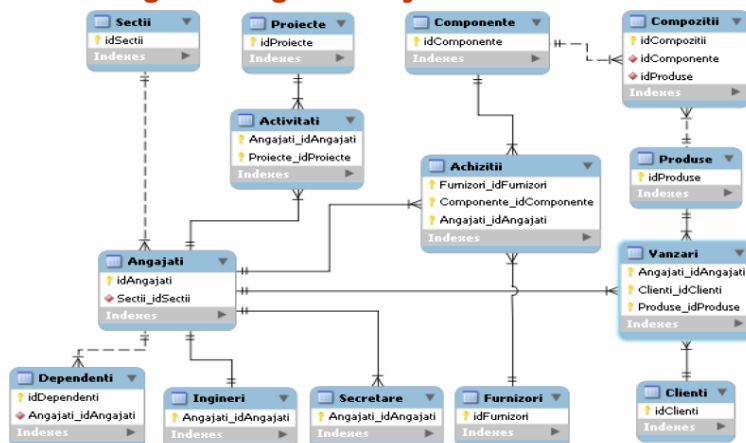 Sectii
idSectii
Indexes
Proiecte
idProiecte
Indexes
Componente
idComponente
Indexes
Compozitii
idCompozitii
idComponente
idProduse
Indexes
Activitati
Angajati_idAngajati
Proiecte_idProiecte
Indexes
Achizitii
Furnizori_idFurnizori
Componente_idComponente
Angajati_idAngajati
Indexes
Produse
idProduse
Indexes
Angajati
idAngajati
Sectii_idSectii
Indexes
Vanzari
Angajati_idAngajati
Clienti_idClienti
Produse_idProduse
Indexes
Dependenti
idDependenti
Angajati_idAngajati
Indexes
Ingineri
Angajati_idAngajati
Indexes
Secretare
Angajati_idAngajati
Indexes
Furnizori
idFurnizori
Indexes
Clienti
idClienti
Indexes